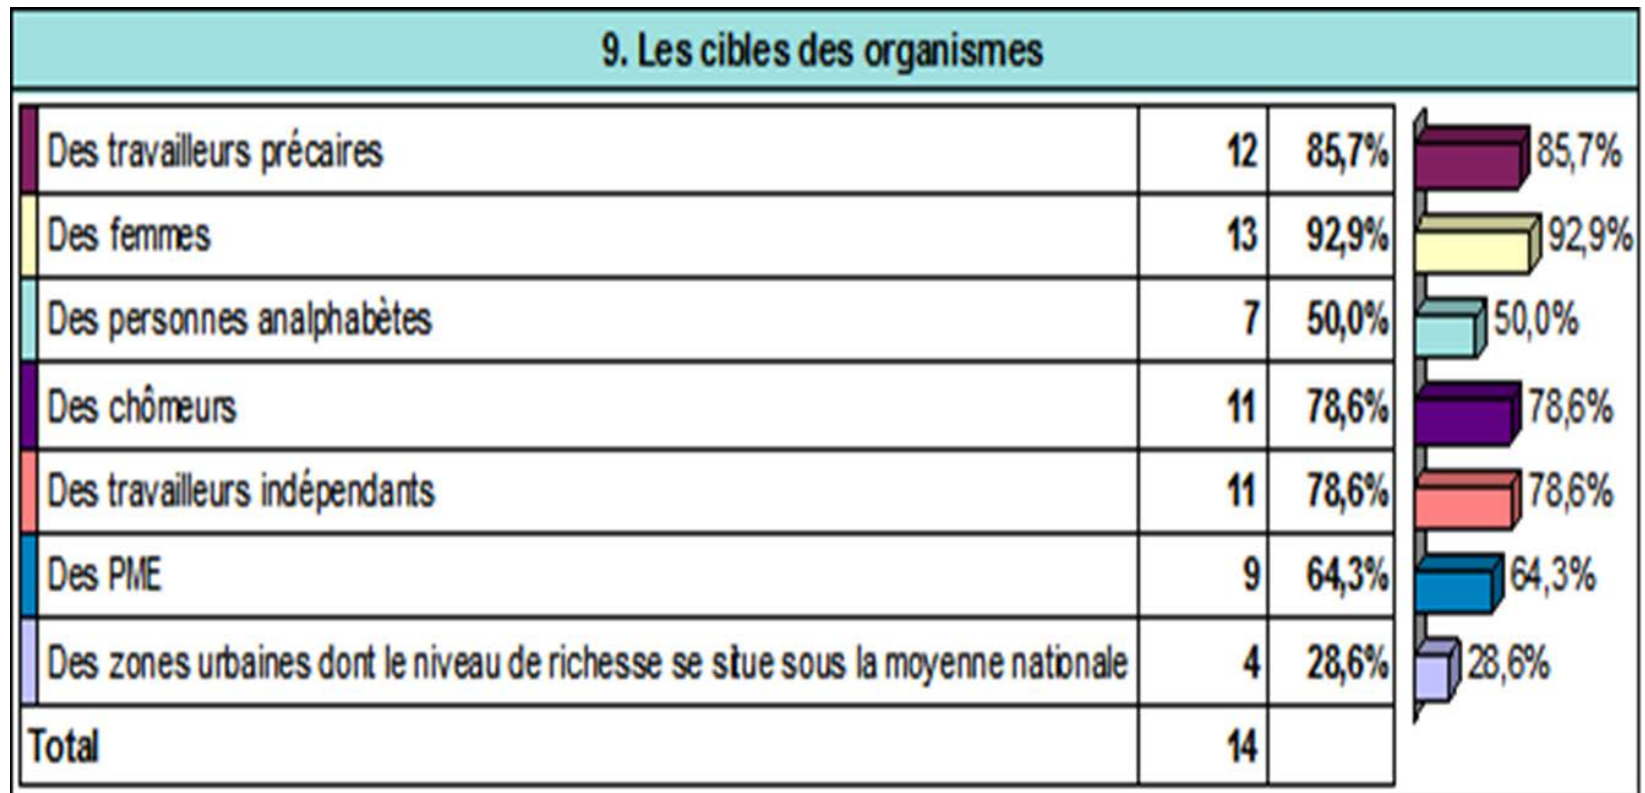 9. Les cibles des organismes
Des travailleurs précaires 12 85,7% 85,7%
Des femmes 13 92,9% 92,9%
Des personnes analphabètes 7 50,0% 50,0%
Des chômeurs 11 78,6% 78,6%
Des travailleurs indépendants 11 78,6% 78,6%
Des PME 9 64,3% 64,3%
Des zones urbaines dont le niveau de richesse se situe sous la moyenne nationale 4 28,6% 28,6%
Total 14